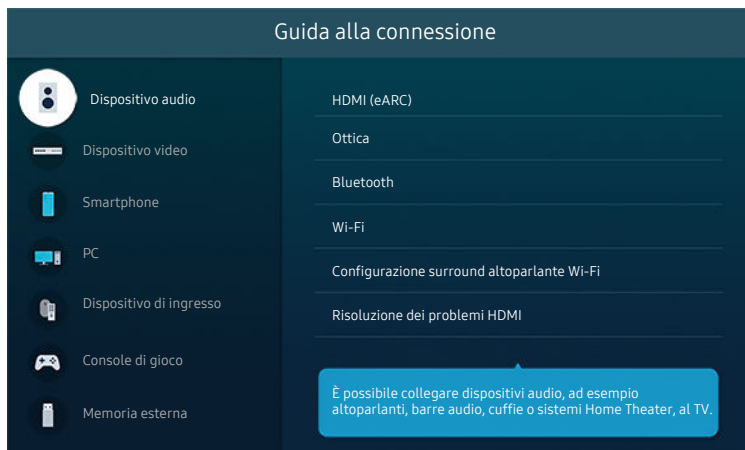 Guida alla connessione
Dispositivo audio
Dispositivo video
Smartphone
PC
Dispositivo di ingresso
Console di gioco
Memoria esterna
HDMI (eARC)
Ottica
Bluetooth
Wi-Fi
Configurazione surround altoparlante Wi-Fi
Risoluzione dei problemi HDMI
È possibile collegare dispositivi audio, ad esempio
altoparlanti, barre audio, cuffie o sistemi Home Theater, al TV.